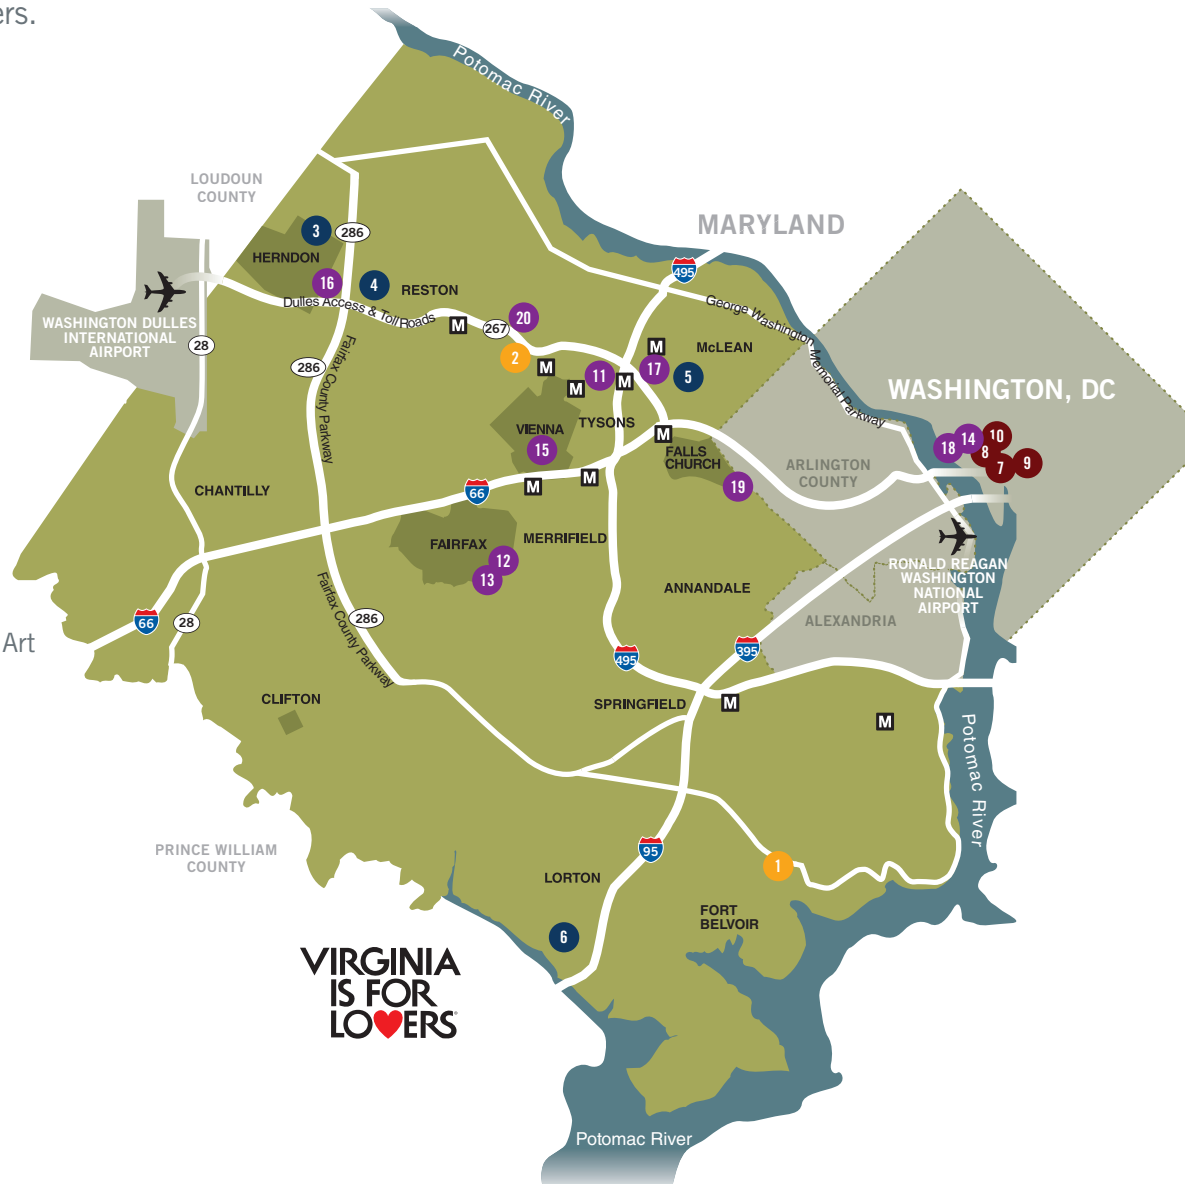 ers.
Potomac River
LOUDOUN
COUNTY
MARYLAND
3
286
HERNDON
495
16
4
RESTON
Dulles Access & Toll Roads
George Washington Memorial Parkway
WASHINGTON DULLES
INTERNATIONAL
AIRPORT
20
M
267
28
2
M
McLEAN
286
Fairfax County Parkway
M
11
M
17
5
M
WASHINGTON, DC
VIENNA
TYSONS
M
15
FALLS
CHURCH
18
14
10
8
7
9
ARLINGTON
COUNTY
CHANTILLY
66
M
M
19
FAIRFAX
MERRIFIELD
12
13
RONALD REAGAN
WASHINGTON
NATIONAL
AIRPORT
ANNANDALE
Fairfax County Parkway
286
66
28
ALEXANDRIA
Art
495
395
CLIFTON
SPRINGFIELD
M
M
Potomac River
PRINCE WILLIAM
COUNTY
95
1
LORTON
FORT
BELVOIR
6
VIRGINIA
IS FOR
LOVERS
Potomac River